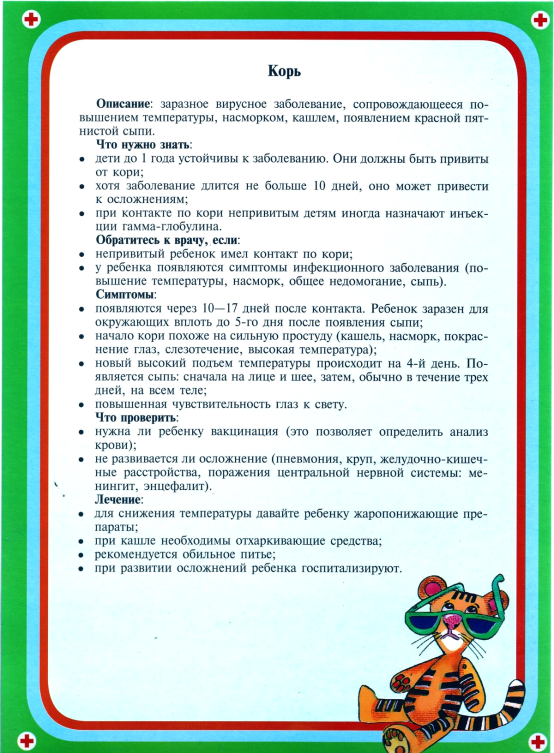 Корь
Описание: заразное вирусное заболевание, сопровождающееся по-
вышением температуры, насморком, кашлем, появлением красной пят-
нистой сыпи.
Что нужно знать:
• дети до 1 года устойчивы к заболеванию. Они должны быть привиты
от кори;
• хотя заболевание длится не больше 10 дней, оно может привести
к осложнениям;
• при контакте по кори непривитым детям иногда назначают инъек-
ции гамма-глобулина.
Обратитесь к врачу, если:
• непривитый ребенок имел контакт по кори;
• у ребенка появляются симптомы инфекционного заболевания (по-
вышение температуры, насморк, общее недомогание, сыпь).
Симптомы:
• появляются через 10—17 дней после контакта. Ребенок заразен для
окружающих вплоть до 5-го дня после появления сыпи;
• начало кори похоже на сильную простуду (кашель, насморк, покрас-
нение глаз, слезотечение, высокая температура);
• новый высокий подъем температуры происходит на 4-й день. По-
является сыпь: сначала на лице и шее, затем, обычно в течение трех
дней, на всем теле;
• повышенная чувствительность глаз к свету.
Что проверить:
• нужна ли ребенку вакцинация (это позволяет определить анализ
крови);
• не развивается ли осложнение (пневмония, круп, желудочно-кишеч-
ные расстройства, поражения центральной нервной системы: ме-
нингит, энцефалит).
Лечение:
• для снижения температуры давайте ребенку жаропонижающие пре-
параты;
• при кашле необходимы отхаркивающие средства;
• рекомендуется обильное питье;
• при развитии осложнений ребенка госпитализируют.